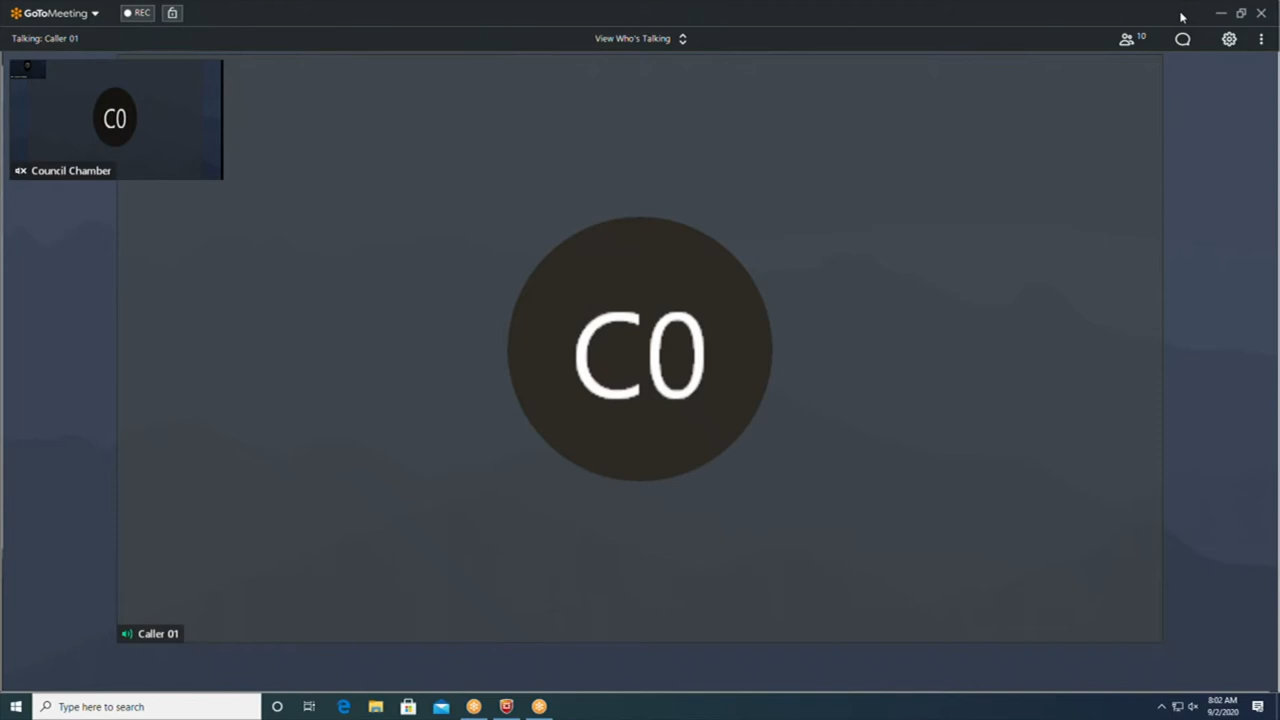 GoToMeeting
REC
Talking: Caller 01
View Who's Talking
10
C0
Council Chamber
C0
Caller 01
Type here to search
8:02 AM
9/2/2020